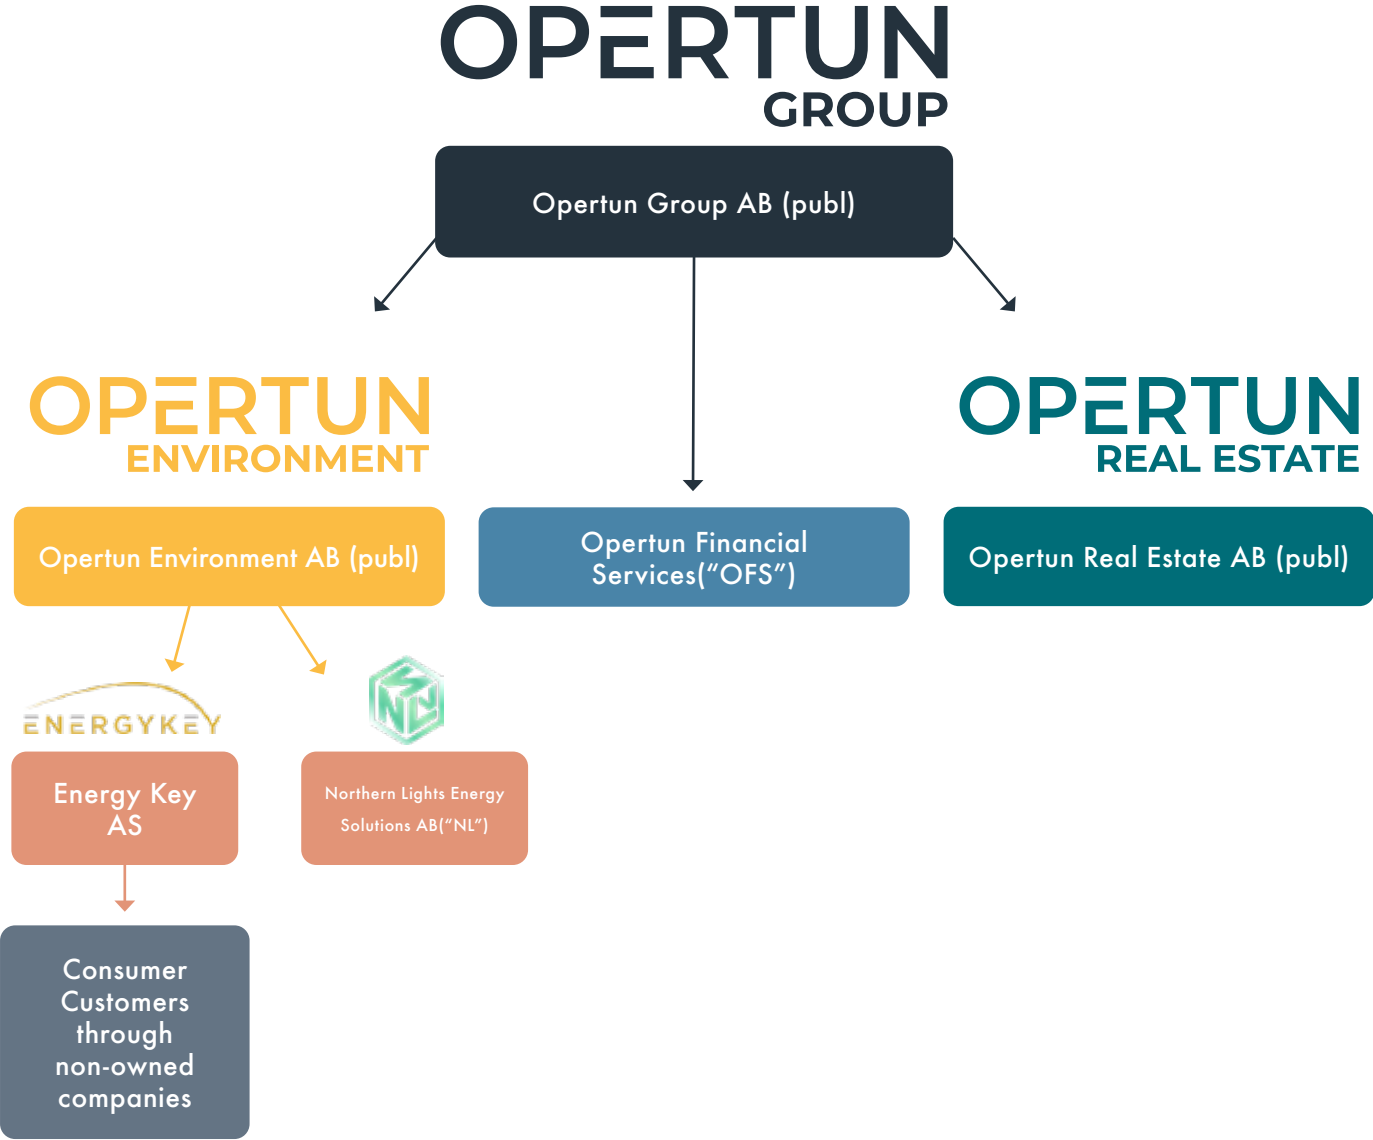 OPERTUN
GROUP
Opertun Group AB (publ)
OPERTUN
ENVIRONMENT
OPERTUN
REAL ESTATE
Opertun Environment AB (publ)
Opertun Financial
Services(“OFS”)
Opertun Real Estate AB (publ)
ENERGYKEY
NL
Energy Key
AS
Northern Lights Energy
Solutions AB(“NL”)
Consumer
Customers
through
non-owned
companies